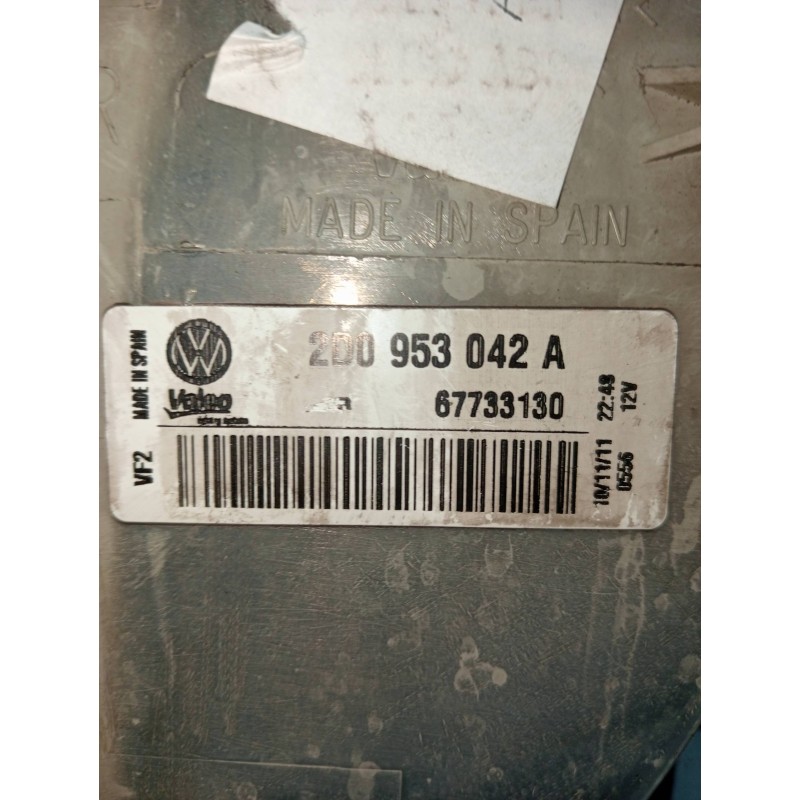 MADE IN SPAIN
MADE IN SPAIN
VF2
2D0 953 042 A
Valeo
67733130
10/11/11 22:48
0556 12V